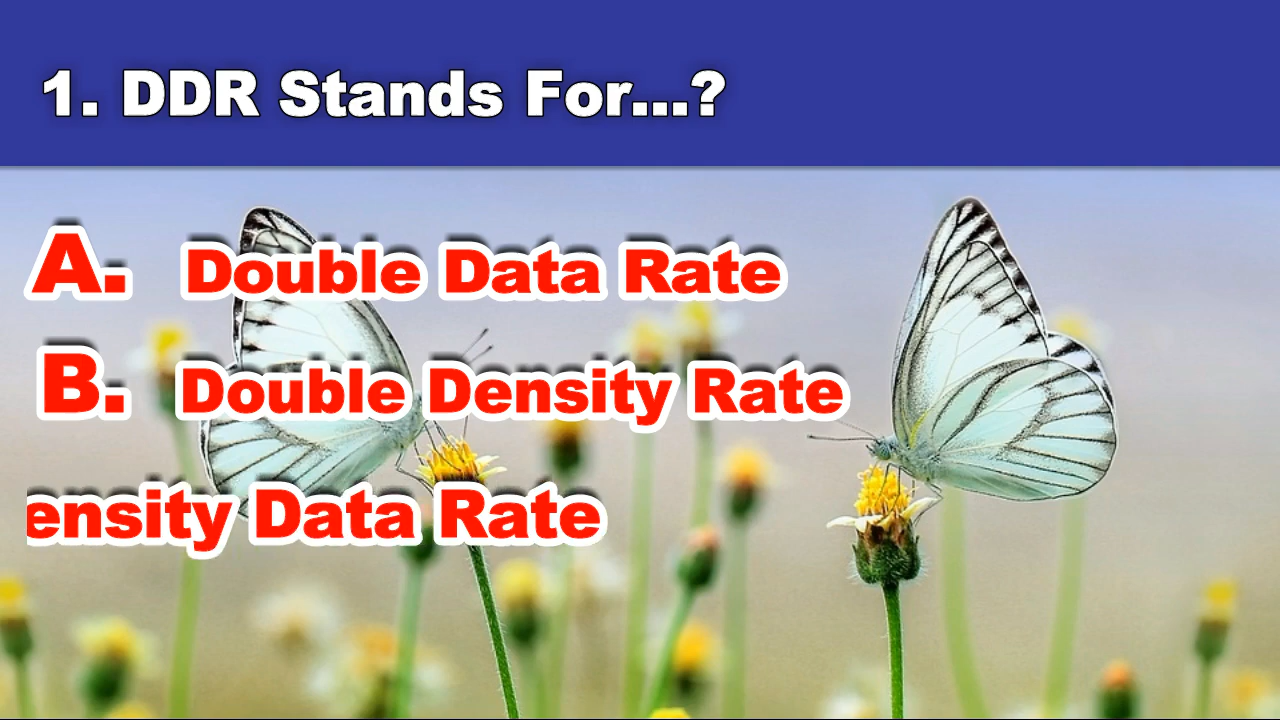 1. DDR Stands For...?
A. Double Data Rate
B. Double Density Rate
ensity Data Rate